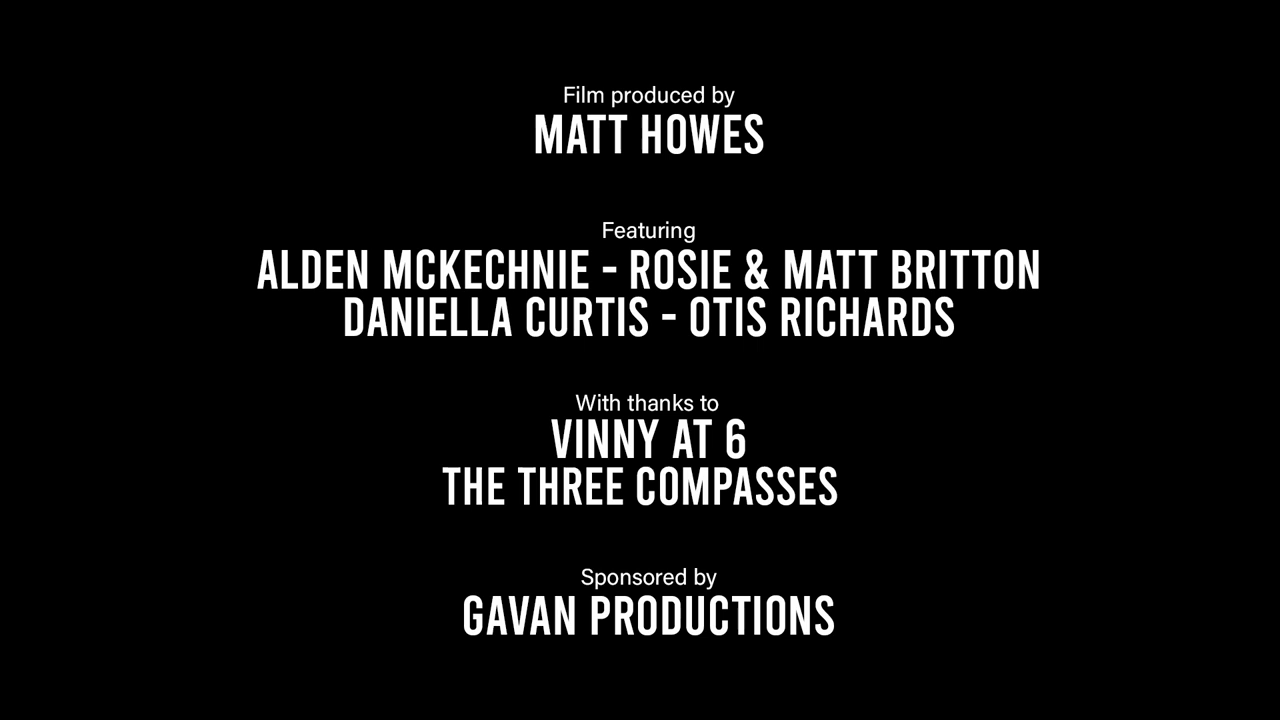 Film produced by
MATT HOWES
Featuring
ALDEN MCKECHNIE - ROSIE & MATT BRITTON
DANIELLA CURTIS - OTIS RICHARDS
With thanks to
VINNY AT 6
THE THREE COMPASSES
Sponsored by
GAVAN PRODUCTIONS